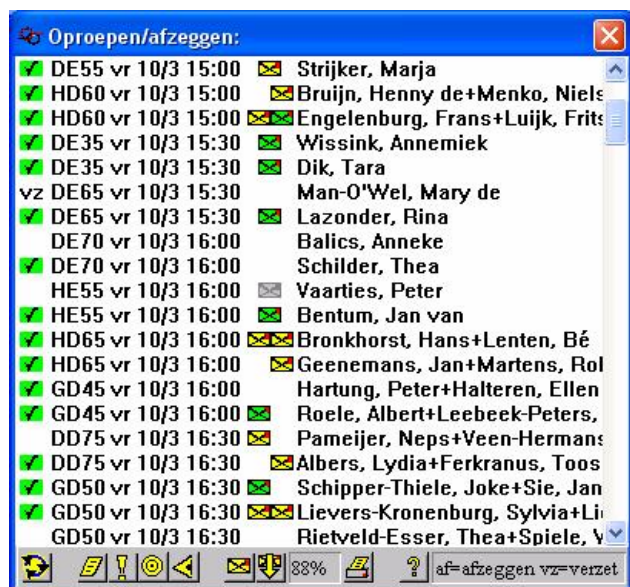 Oproepen/afzeggen:
DE55 vr 10/3 15:00 Strijker, Marja
HD60 vr 10/3 15:00 Bruijn, Henny de+Menko, Niels
HD60 vr 10/3 15:00 Engelenburg, Frans+Luijk, Frits
DE35 vr 10/3 15:30 Wissink, Annemiek
DE35 vr 10/3 15:30 Dik, Tara
vz DE65 vr 10/3 15:30 Man-O'Wel, Mary de
DE65 vr 10/3 15:30 Lazonder, Rina
DE70 vr 10/3 16:00 Balics, Anneke
DE70 vr 10/3 16:00 Schilder, Thea
HE55 vr 10/3 16:00 Vaarties, Peter
HE55 vr 10/3 16:00 Bentum, Jan van
HD65 vr 10/3 16:00 Bronkhorst, Hans+Lenten, Bé
HD65 vr 10/3 16:00 Geenemans, Jan+Martens, Rol
GD45 vr 10/3 16:00 Hartung, Peter+Halteren, Ellen
GD45 vr 10/3 16:00 Roele, Albert+Leebeek-Peters,
DD75 vr 10/3 16:30 Pameijer, Neps+Veen-Hermans
DD75 vr 10/3 16:30 Albers, Lydia+Ferkranus, Toos
GD50 vr 10/3 16:30 Schipper-Thiele, Joke+Sie, Jan
GD50 vr 10/3 16:30 Lievers-Kronenburg, Sylvia+Li
GD50 vr 10/3 16:30 Rietveld-Esser, Thea+Spiele,
88% ? af=afzeggen vz=verzet